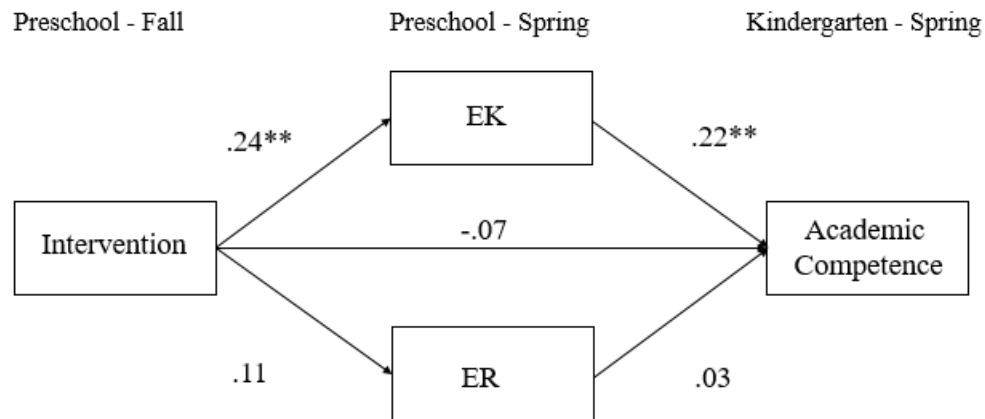 Preschool - Fall
Preschool - Spring
Kindergarten - Spring
EK
.24**
.22**
Intervention
-.07
Academic
Competence
.11
ER
.03